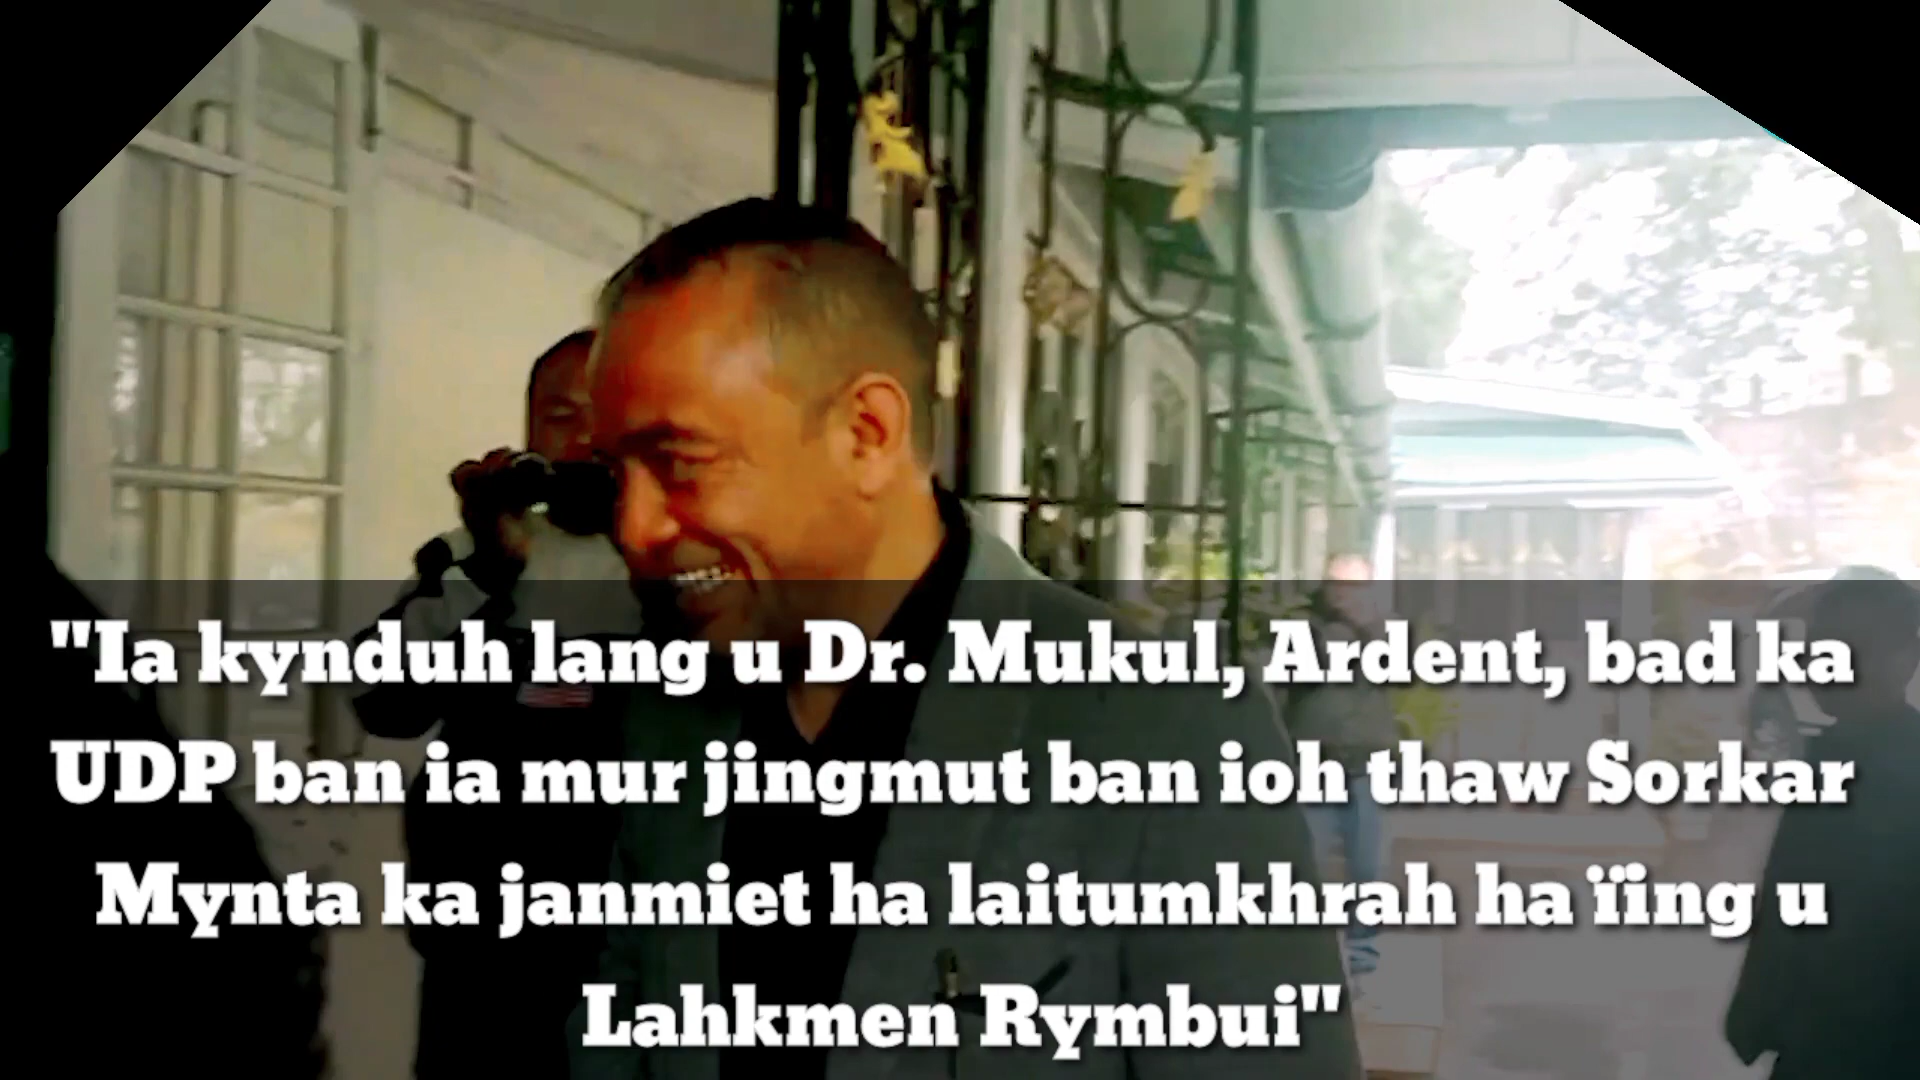 "Ia kynduh lang u Dr. Mukul, Ardent, bad ka
UDP ban ia mur jingmut ban ioh thaw Sorkar
Mynta ka janmiet ha laitumkhrah ha ïing u
Lahkmen Rymbui"